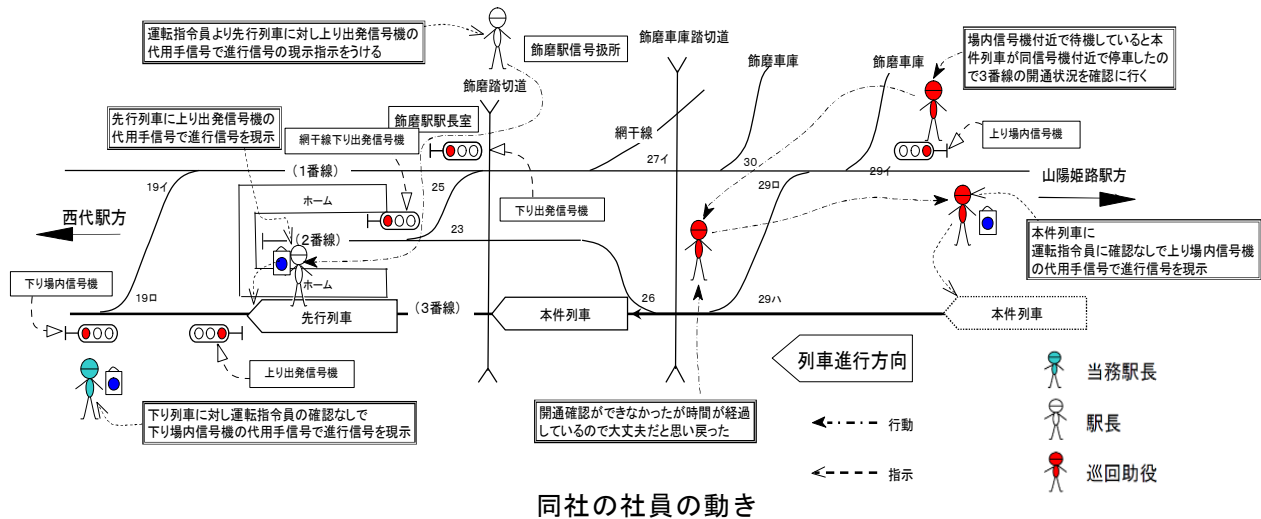 運転指令員より先行列車に対し上り出発信号機の
代用手信号で進行信号の現示指示をうける
飾磨駅信号扱所
飾磨車庫踏切道
飾磨車庫
飾磨車庫
場内信号機付近で待機していると本
件列車が同信号機付近で停車したの
で3番線の開通状況を確認に行く
飾磨踏切道
先行列車に上り出発信号機の
代用手信号で進行信号を現示
飾磨駅駅長室
網干線下り出発信号機
網干線
上り場内信号機
(1番線)
27イ
30
29イ
山陽姫路駅方
19イ
25
29ロ
ホーム
下り出発信号機
西代駅方
(2番線)
23
本件列車に
運転指令員に確認なしで上り場内信号機
の代用手信号で進行信号を現示
下り場内信号機
ホーム
19ロ
先行列車
(3番線)
本件列車
26
29ハ
本件列車
上り出発信号機
列車進行方向
当務駅長
下り列車に対し運転指令員の確認なしで
下り場内信号機の代用手信号で進行信号を現示
開通確認ができなかったが時間が経過
しているので大丈夫だと思い戻った
行動
駅長
指示
巡回助役
同社の社員の動き